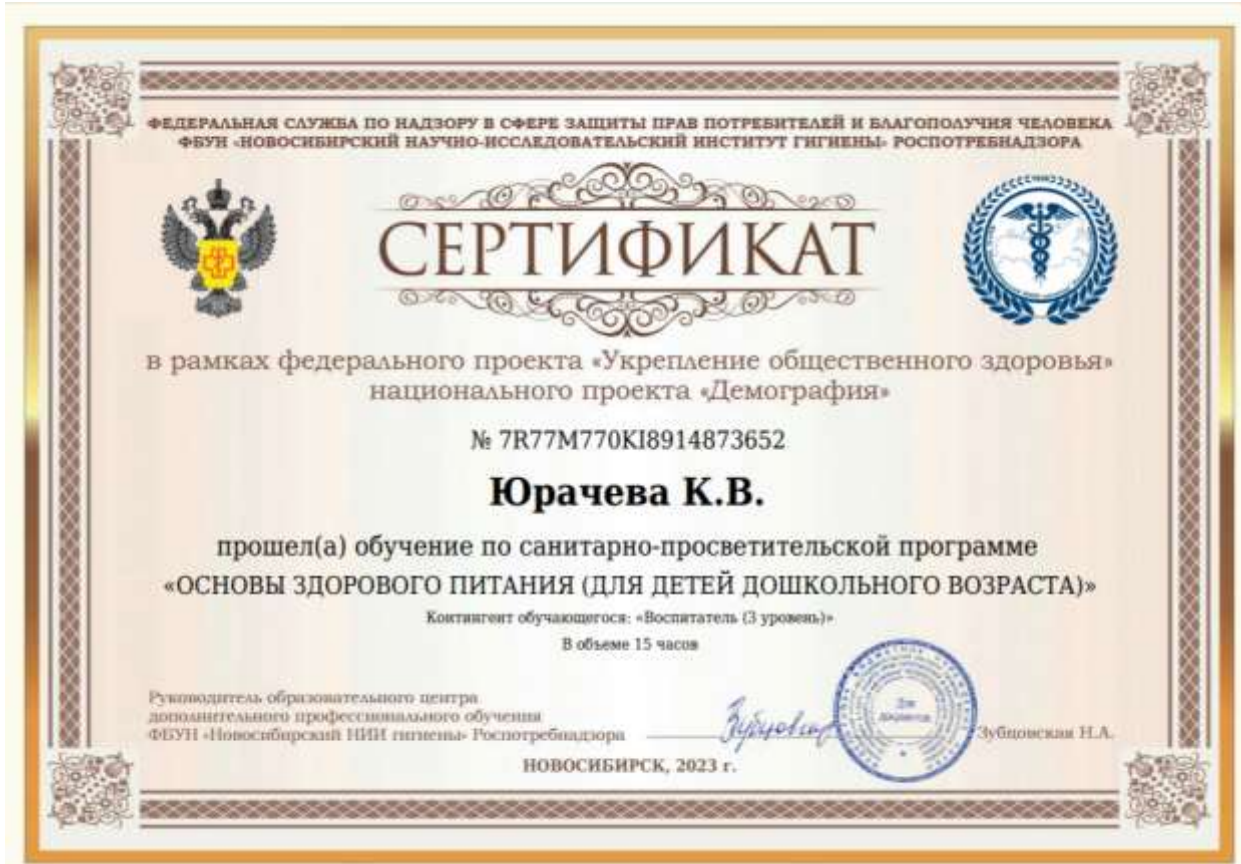 ФЕДЕРАЛЬНАЯ СЛУЖБА ПО НАДЗОРУ В СФЕРЕ ЗАЩИТЫ ПРАВ ПОТРЕБИТЕЛЕЙ И БЛАГОПОЛУЧИЯ ЧЕЛОВЕКА
ФБУН «НОВОСИБИРСКИЙ НАУЧНО-ИССЛЕДОВАТЕЛЬСКИЙ ИНСТИТУТ ГИГИЕНЫ» РОСПОТРЕБНАДЗОРА
СЕРТИФИКАТ
в рамках федерального проекта «Укрепление общественного здоровья»
национального проекта «Демография»
№ 7R77M770KI8914873652
Юрачева К.В.
прошел(а) обучение по санитарно-просветительской программе
«ОСНОВЫ ЗДОРОВОГО ПИТАНИЯ (ДЛЯ ДЕТЕЙ ДОШКОЛЬНОГО ВОЗРАСТА)»
Контингент обучающегося: «Воспитатель (3 уровень)»
В объеме 15 часов
Руководитель образовательного центра
дополнительного профессионального обучения
ФБУН «Новосибирский НИИ гигиены» Роспотребнадзора
Для
документов
Зубцовская Н.А.
НОВОСИБИРСК, 2023 г.